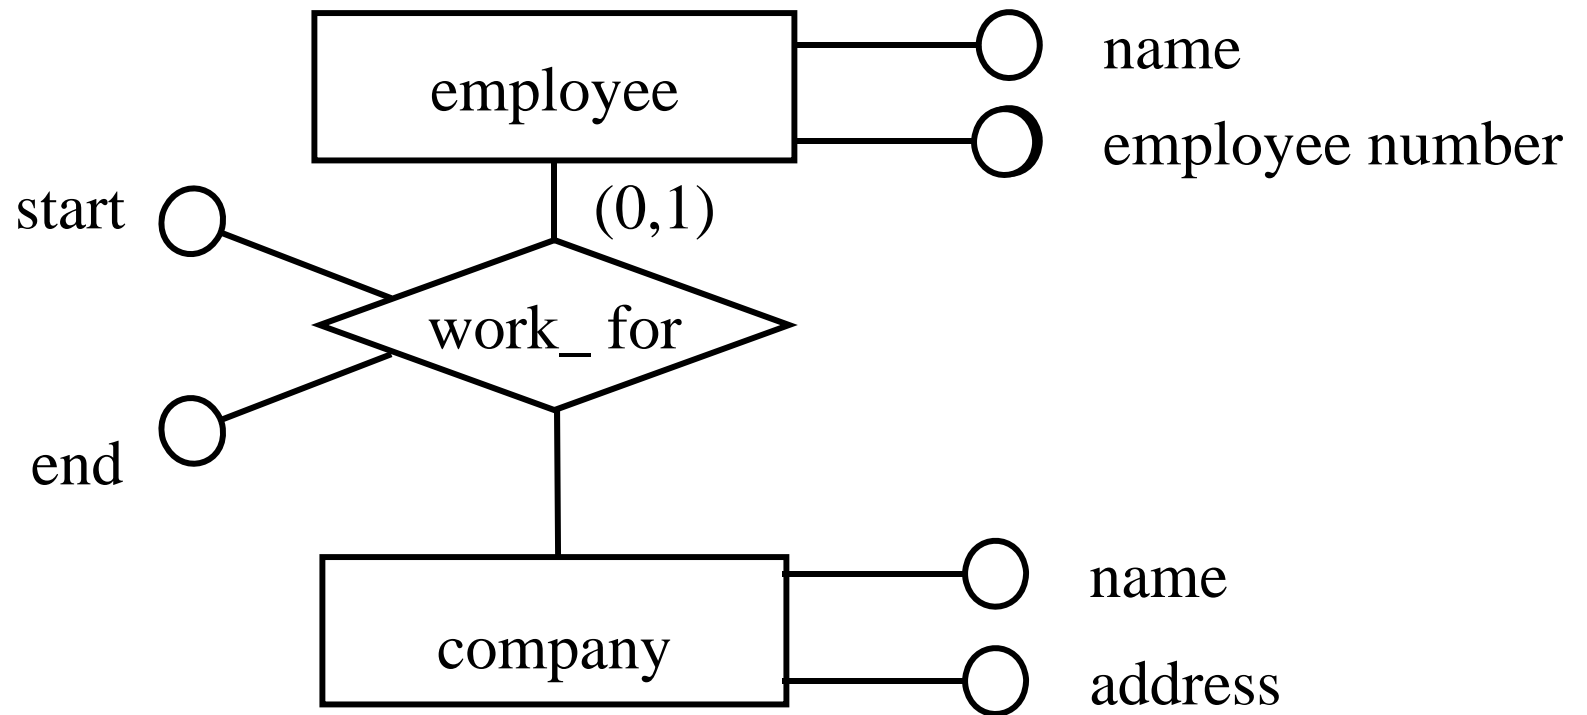 employee
name
employee number
start
(0,1)
work_ for
end
company
name
address